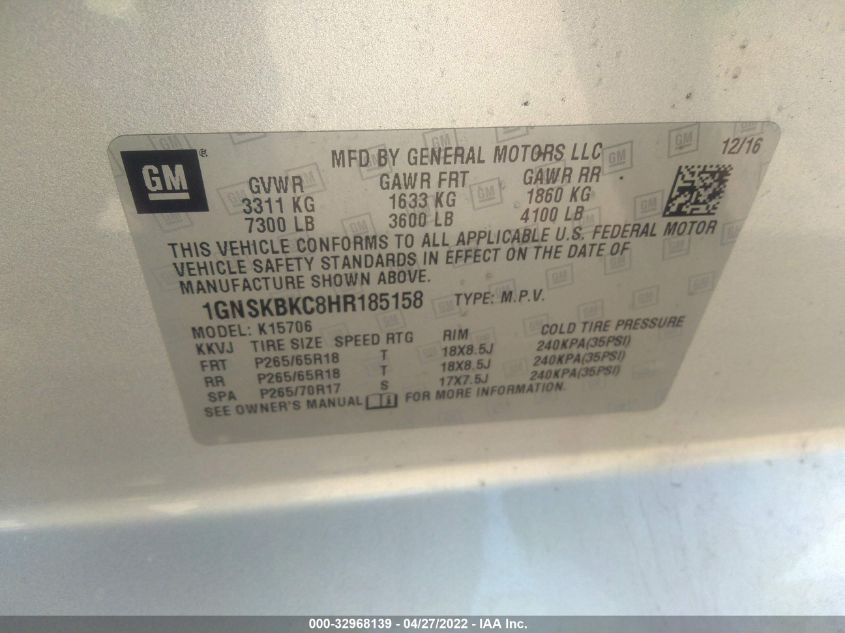 GM ®
MFD BY GENERAL MOTORS LLC 12/16
GVWR GAWR FRT GAWR RR
3311 KG 1633 KG 1860 KG
7300 LB 3600 LB 4100 LB
THIS VEHICLE CONFORMS TO ALL APPLICABLE U.S. FEDERAL MOTOR
VEHICLE SAFETY STANDARDS IN EFFECT ON THE DATE OF
MANUFACTURE SHOWN ABOVE.
1GNSKBKC8HR185158 TYPE: M.P.V.
MODEL: K15706
KKVJ TIRE SIZE SPEED RTG RIM COLD TIRE PRESSURE
FRT P265/65R18 T 18X8.5J 240KPA(35PSI)
RR P265/65R18 T 18X8.5J 240KPA(35PSI)
SPA P265/70R17 S 17X7.5J 240KPA(35PSI)
SEE OWNER'S MANUAL FOR MORE INFORMATION.
000-32968139 - 04/27/2022 - IAA Inc.